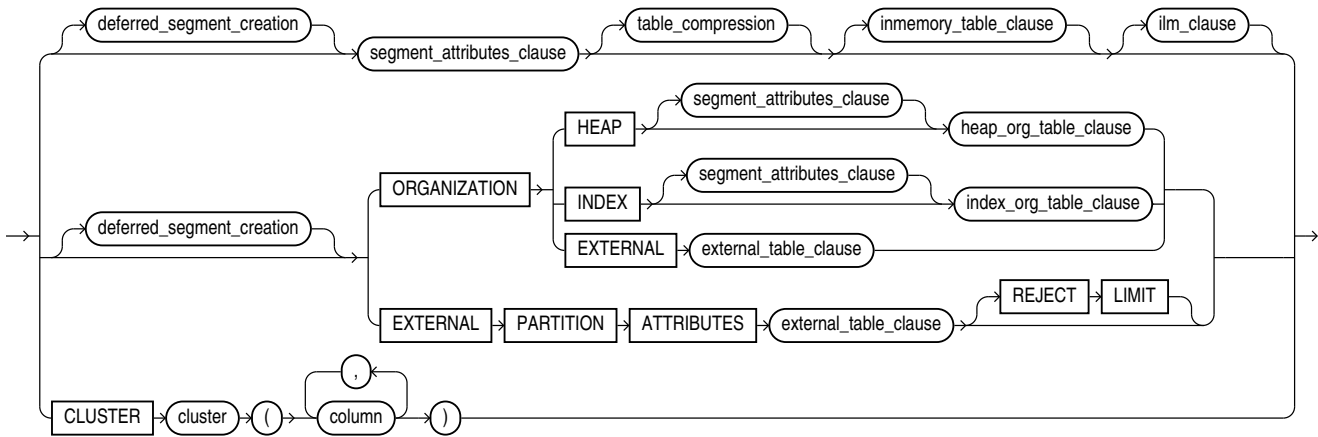 deferred_segment_creation table_compression inmemory_table_clause ilm_clause
segment_attributes_clause
segment_attributes_clause
HEAP heap_org_table_clause
segment_attributes_clause
ORGANIZATION
INDEX index_org_table_clause
deferred_segment_creation
EXTERNAL external_table_clause
REJECT LIMIT
EXTERNAL PARTITION ATTRIBUTES external_table_clause
,
CLUSTER cluster ( column )